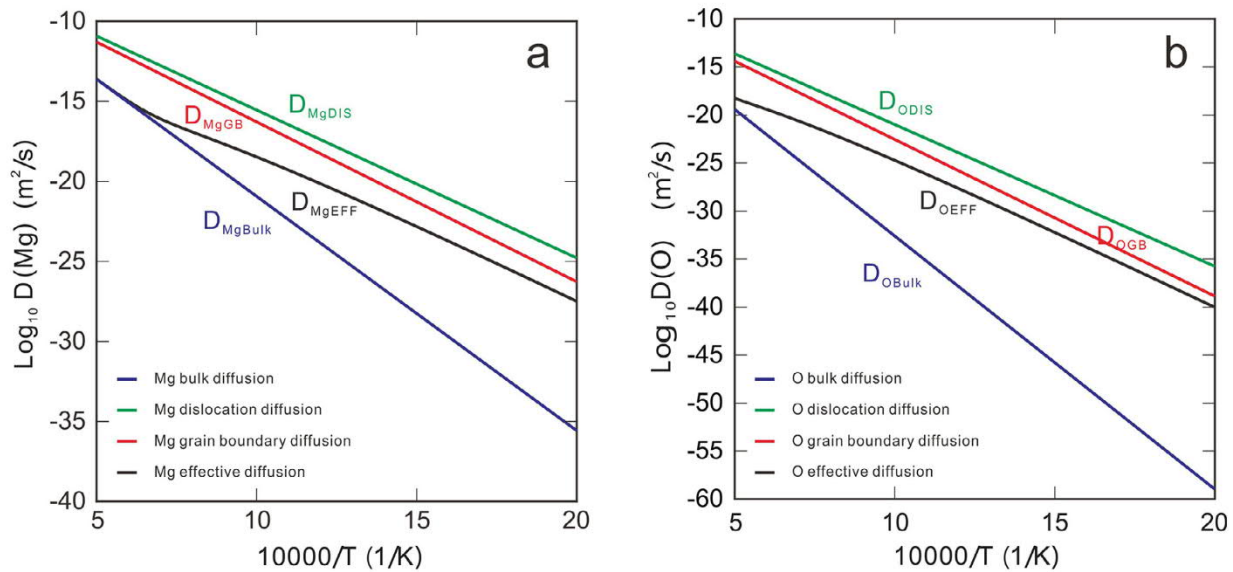 a
Log₁₀ D(Mg) (m²/s)
-10
-15
-20
-25
-30
-35
-40
D_MgDIS
D_MgGB
D_MgEFF
D_MgBulk
Mg bulk diffusion
Mg dislocation diffusion
Mg grain boundary diffusion
Mg effective diffusion
5
10
15
20
10000/T (1/K)
b
Log₁₀D(O) (m²/s)
-10
-15
-20
-25
-30
-35
-40
-45
-50
-55
-60
D_ODIS
D_OEFF
D_OGB
D_OBulk
O bulk diffusion
O dislocation diffusion
O grain boundary diffusion
O effective diffusion
5
10
15
20
10000/T (1/K)